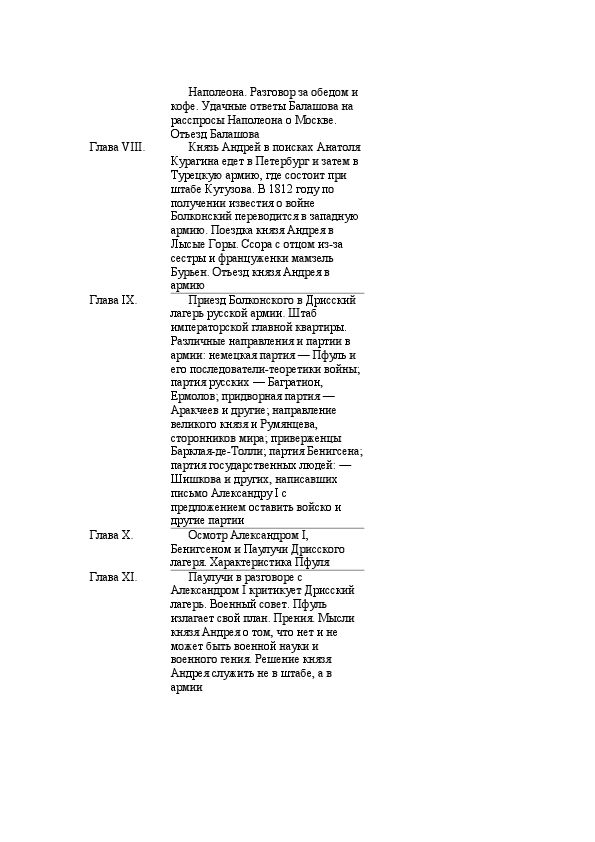 Наполеона. Разговор за обедом и
кофе. Удачные ответы Балашова на
расспросы Наполеона о Москве.
Отъезд Балашова
Глава VIII. Князь Андрей в поисках Анатоля
Курагина едет в Петербург и затем в
Турецкую армию, где состоит при
штабе Кутузова. В 1812 году по
получении известия о войне
Болконский переводится в западную
армию. Поездка князя Андрея в
Лысые Горы. Ссора с отцом из-за
сестры и француженки мамзель
Бурьен. Отъезд князя Андрея в
армию
Глава IX. Приезд Болконского в Дрисский
лагерь русской армии. Штаб
императорской главной квартиры.
Различные направления и партии в
армии: немецкая партия — Пфуль и
его последователи-теоретики войны;
партия русских — Багратион,
Ермолов; придворная партия —
Аракчеев и другие; направление
великого князя и Румянцева,
сторонников мира; приверженцы
Барклая-де-Толли; партия Бенигсена;
партия государственных людей: —
Шишкова и других, написавших
письмо Александру I с
предложением оставить войско и
другие партии
Глава X. Осмотр Александром I,
Бенигсеном и Паулучи Дрисского
лагеря. Характеристика Пфуля
Глава XI. Паулучи в разговоре с
Александром I критикует Дрисский
лагерь. Военный совет. Пфуль
излагает свой план. Прения. Мысли
князя Андрея о том, что нет и не
может быть военной науки и
военного гения. Решение князя
Андрея служить не в штабе, а в
армии